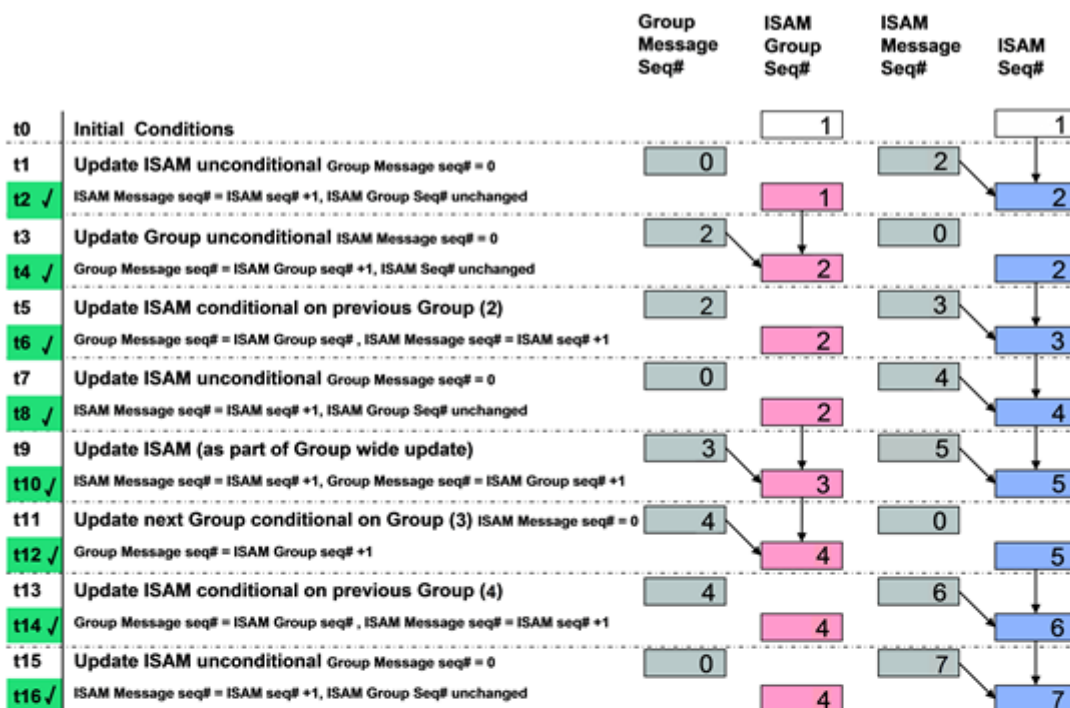 Group Message Seq# ISAM Group Seq# ISAM Message Seq# ISAM Seq#
t0 Initial Conditions 1 1
t1 Update ISAM unconditional Group Message seq# = 0 0 2
t2 ✓ ISAM Message seq# = ISAM seq# +1, ISAM Group Seq# unchanged 1 2
t3 Update Group unconditional ISAM Message seq# = 0 2 0
t4 ✓ Group Message seq# = ISAM Group seq# +1, ISAM Seq# unchanged 2 2
t5 Update ISAM conditional on previous Group (2) 2 3
t6 ✓ Group Message seq# = ISAM Group seq# , ISAM Message seq# = ISAM seq# +1 2 3
t7 Update ISAM unconditional Group Message seq# = 0 0 4
t8 ✓ ISAM Message seq# = ISAM seq# +1, ISAM Group Seq# unchanged 2 4
t9 Update ISAM (as part of Group wide update) 3 5
t10 ✓ ISAM Message seq# = ISAM seq# +1, Group Message seq# = ISAM Group seq# +1 3 5
t11 Update next Group conditional on Group (3) ISAM Message seq# = 0 4 0
t12 ✓ Group Message seq# = ISAM Group seq# +1 4 5
t13 Update ISAM conditional on previous Group (4) 4 6
t14 ✓ Group Message seq# = ISAM Group seq# , ISAM Message seq# = ISAM seq# +1 4 6
t15 Update ISAM unconditional Group Message seq# = 0 0 7
t16 ✓ ISAM Message seq# = ISAM seq# +1, ISAM Group Seq# unchanged 4 7